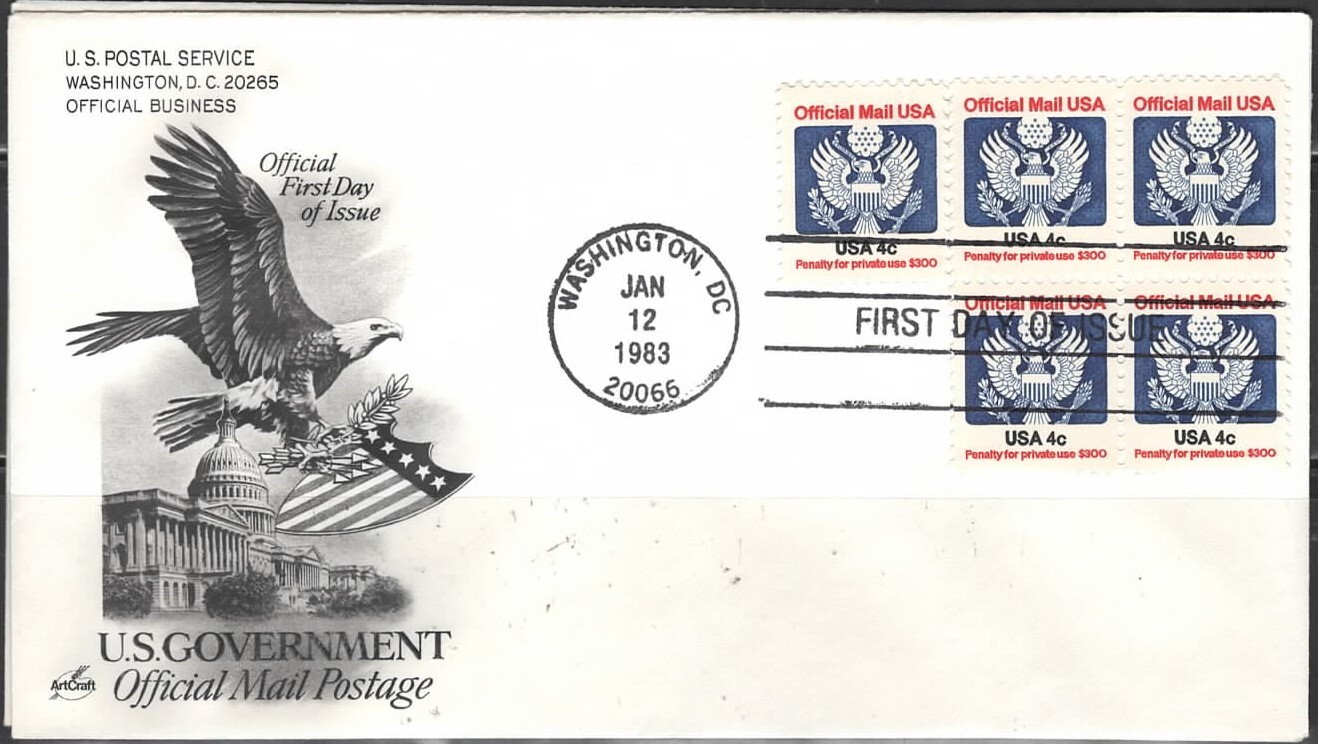 U. S. POSTAL SERVICE
WASHINGTON, D. C. 20265
OFFICIAL BUSINESS
Official
First Day
of Issue
U.S. GOVERNMENT
Official Mail Postage
ArtCraft
WASHINGTON, DC
JAN
12
1983
20066
Official Mail USA
USA 4c
Penalty for private use $300
Official Mail USA
USA 4c
Penalty for private use $300
Official Mail USA
USA 4c
Penalty for private use $300
FIRST DAY OF ISSUE
Official Mail USA
USA 4c
Penalty for private use $300
Official Mail USA
USA 4c
Penalty for private use $300